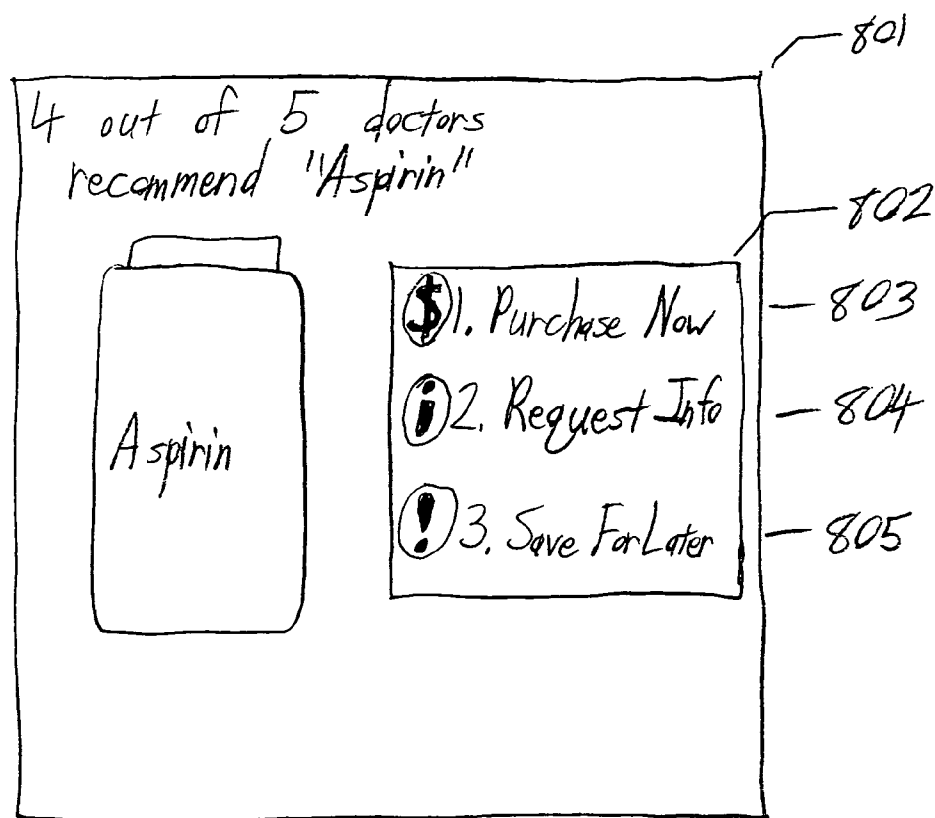 801
4 out of 5 doctors
recommend "Aspirin"
802
$ 1. Purchase Now
803
i 2. Request Info
804
Aspirin
! 3. Save For Later
805